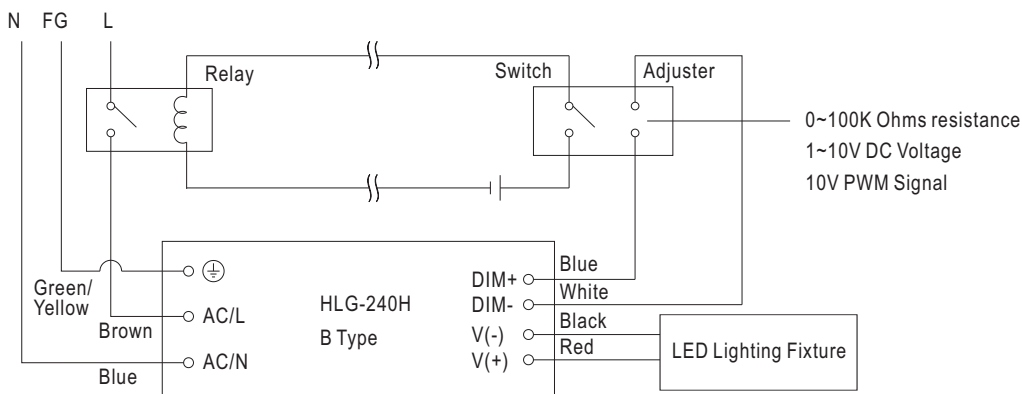 N FG L
Relay
Switch
Adjuster
0~100K Ohms resistance
1~10V DC Voltage
10V PWM Signal
Green/
Yellow
Brown
Blue
AC/L
AC/N
HLG-240H
B Type
DIM+
DIM-
V(-)
V(+)
Blue
White
Black
Red
LED Lighting Fixture